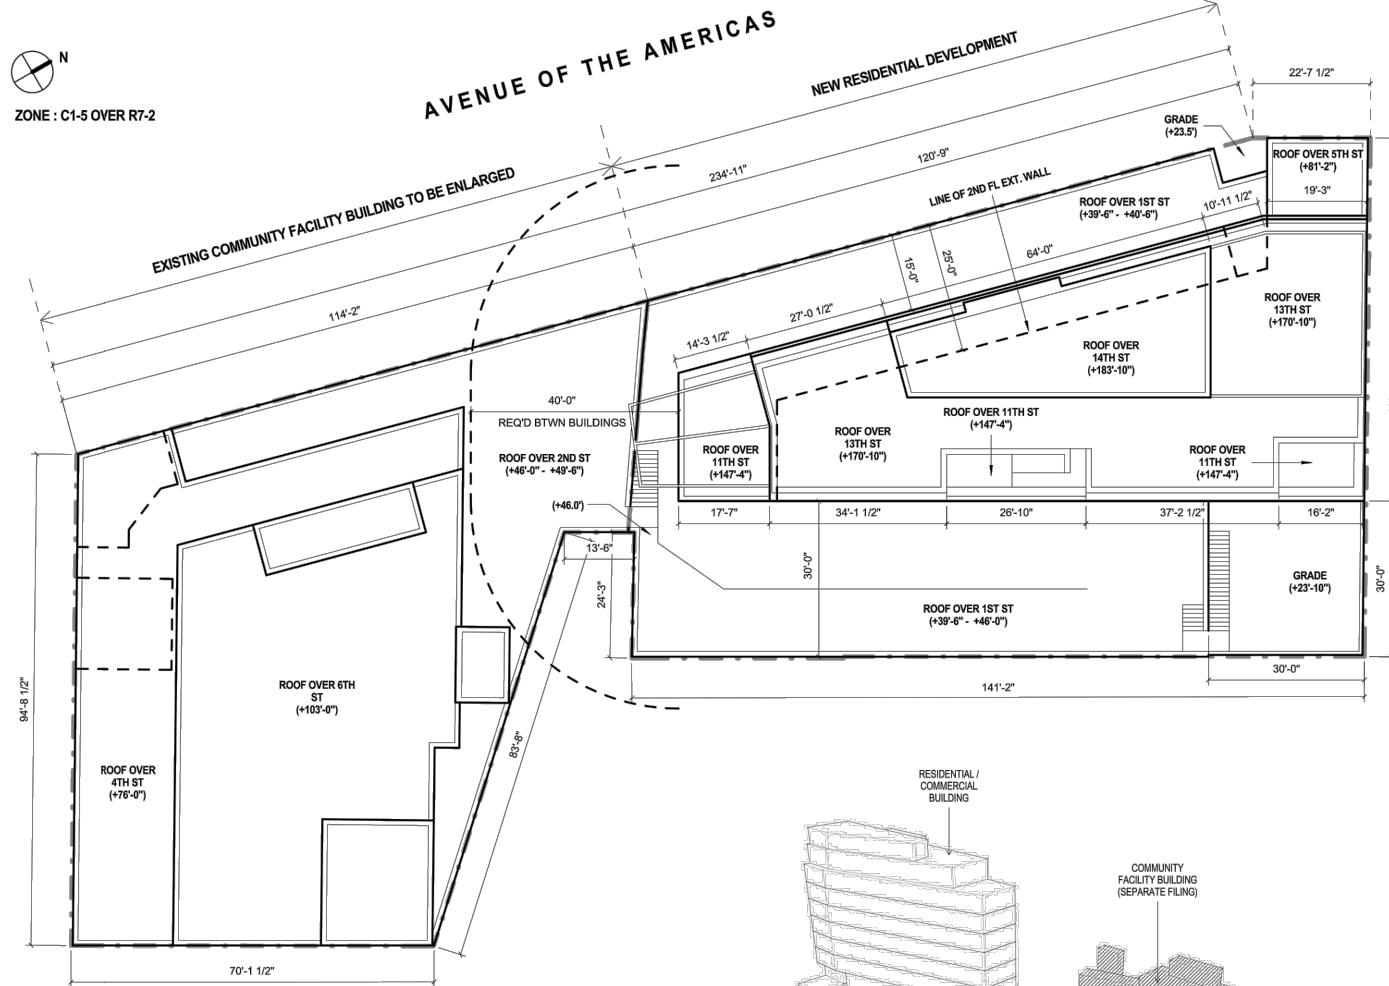 N
ZONE : C1-5 OVER R7-2
AVENUE OF THE AMERICAS
NEW RESIDENTIAL DEVELOPMENT
EXISTING COMMUNITY FACILITY BUILDING TO BE ENLARGED
234'-11"
120'-9"
114'-2"
22'-7 1/2"
GRADE
(+23.5')
ROOF OVER 5TH ST
(+81'-2")
19'-3"
LINE OF 2ND FL EXT. WALL
ROOF OVER 1ST ST
(+39'-6" - +40'-6")
10'-11 1/2"
64'-0"
15'-0"
25'-0"
27'-0 1/2"
14'-3 1/2"
ROOF OVER
13TH ST
(+170'-10")
ROOF OVER
14TH ST
(+183'-10")
40'-0"
REQ'D BTWN BUILDINGS
ROOF OVER 11TH ST
(+147'-4")
ROOF OVER
13TH ST
(+170'-10")
ROOF OVER
11TH ST
(+147'-4")
ROOF OVER
11TH ST
(+147'-4")
ROOF OVER 2ND ST
(+46'-0" - +49'-6")
(+46.0')
17'-7"
34'-1 1/2"
26'-10"
37'-2 1/2"
16'-2"
13'-6"
24'-3"
30'-0"
30'-0"
GRADE
(+23'-10")
ROOF OVER 1ST ST
(+39'-6" - +46'-0")
30'-0"
141'-2"
94'-8 1/2"
ROOF OVER 6TH
ST
(+103'-0")
83'-8"
ROOF OVER
4TH ST
(+76'-0")
70'-1 1/2"
RESIDENTIAL /
COMMERCIAL
BUILDING
COMMUNITY
FACILITY BUILDING
(SEPARATE FILING)